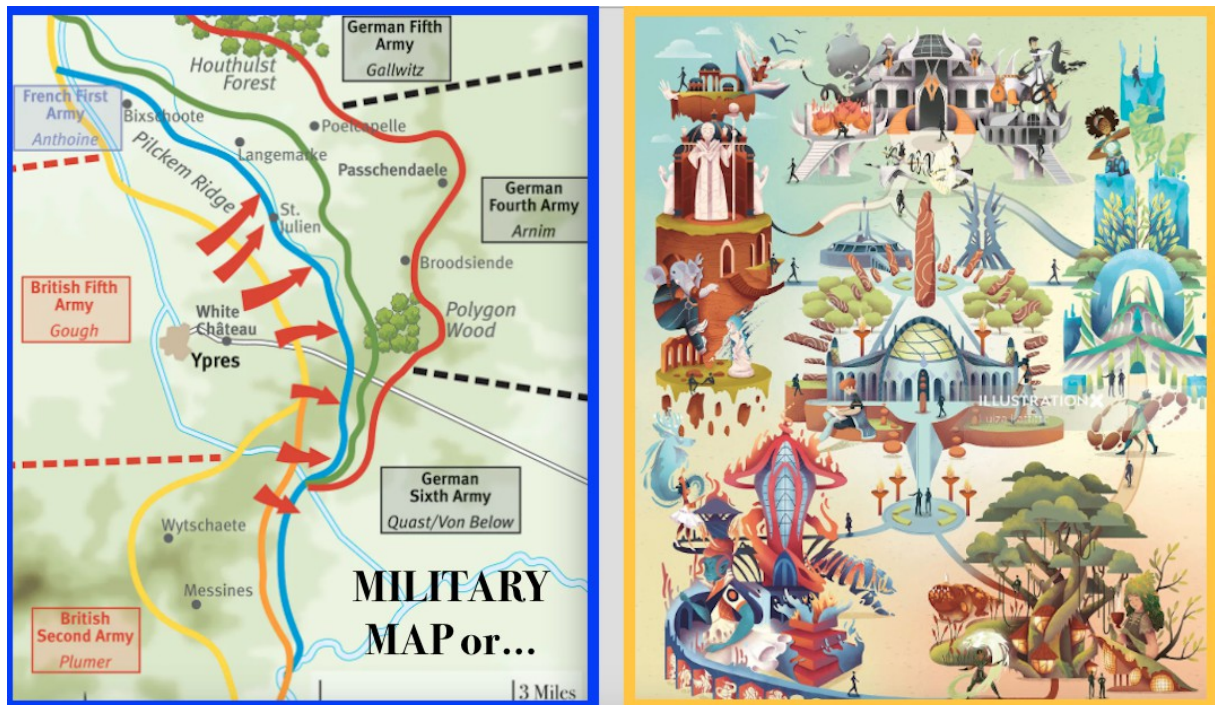 German Fifth
Army
Gallwitz
Houthulst
Forest
French First
Army
Anthoine
Bixschoote
Poelcapelle
Pilckem Ridge
Langemarke
Passchendaele
German
Fourth Army
Arnim
St.
Julien
Broodsiende
British Fifth
Army
Gough
White
Château
Ypres
Polygon
Wood
German
Sixth Army
Quast/Von Below
Wytschaete
Messines
British
Second Army
Plumer
MILITARY
MAP or...
3 Miles
ILLUSTRATIONX